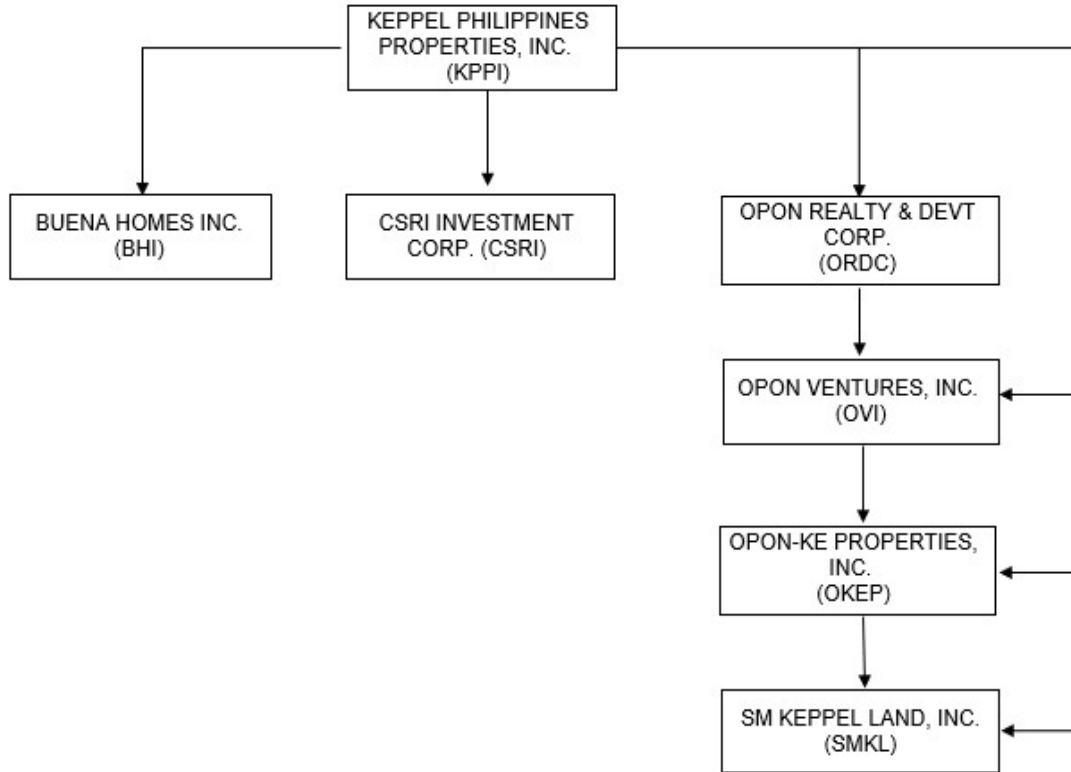 KEPPEL PHILIPPINES
PROPERTIES, INC.
(KPPI)
BUENA HOMES INC.
(BHI)
CSRI INVESTMENT
CORP. (CSRI)
OPON REALTY & DEVT
CORP.
(ORDC)
OPON VENTURES, INC.
(OVI)
OPON-KE PROPERTIES,
INC.
(OKEP)
SM KEPPEL LAND, INC.
(SMKL)